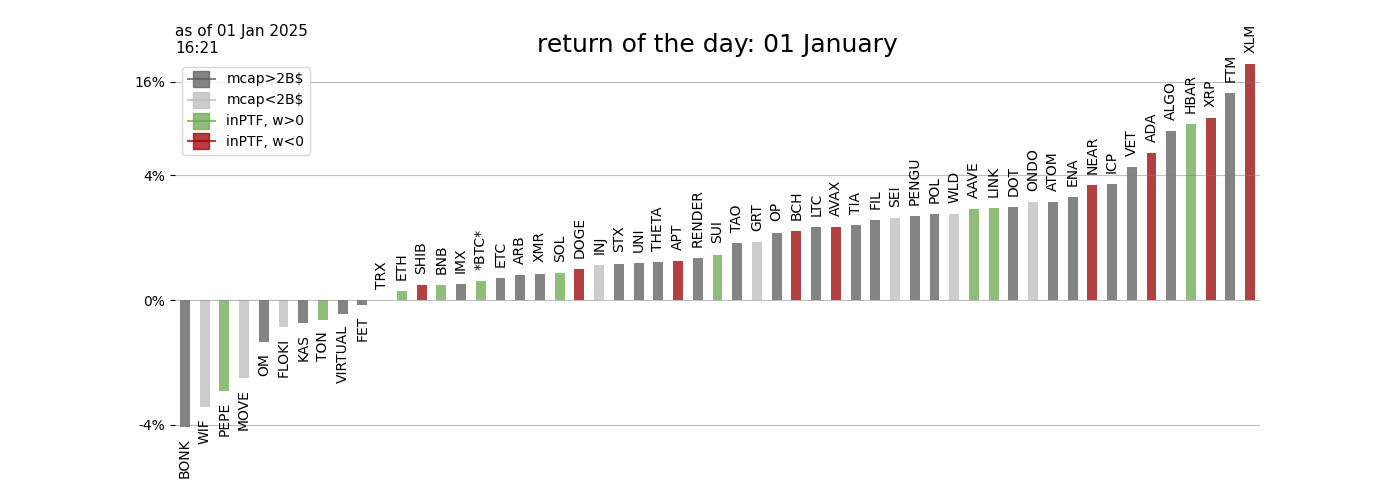 as of 01 Jan 2025
16:21
return of the day: 01 January
mcap>2B$
mcap<2B$
inPTF, w>0
inPTF, w<0
16%
4%
0%
-4%
BONK
WIF
PEPE
MOVE
OM
FLOKI
KAS
TON
VIRTUAL
FET
TRX
ETH
SHIB
BNB
IMX
*BTC*
ETC
ARB
XMR
SOL
DOGE
INJ
STX
UNI
THETA
APT
RENDER
SUI
TAO
GRT
OP
BCH
LTC
AVAX
TIA
FIL
SEI
PENGU
POL
WLD
AAVE
LINK
DOT
ONDO
ATOM
ENA
NEAR
ICP
VET
ADA
ALGO
HBAR
XRP
FTM
XLM